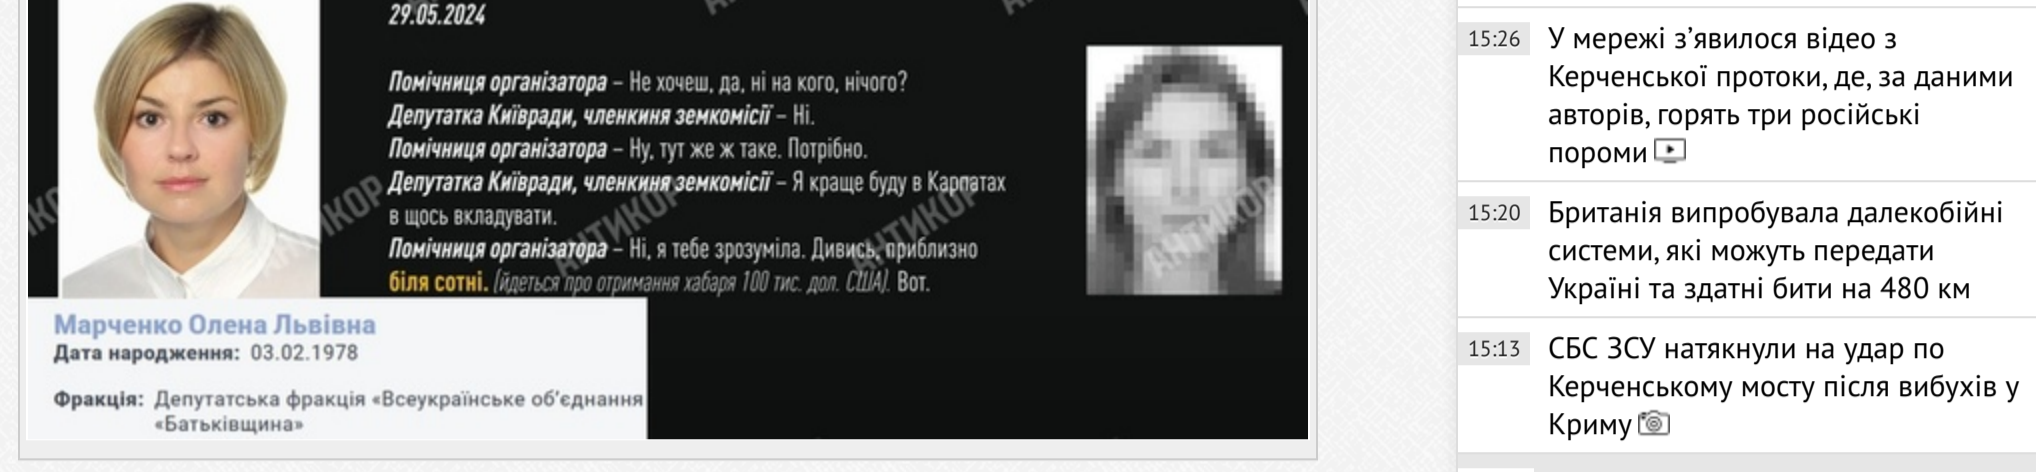 29.05.2024
Помічниця організатора – Не хочеш, да, ні на кого, нічого?
Депутатка Київради, членкиня земкомісії – Ні.
Помічниця організатора – Ну, тут же ж таке. Потрібно.
Депутатка Київради, членкиня земкомісії – Я краще буду в Карпатах
в щось вкладувати.
Помічниця організатора – Ні, я тебе зрозуміла. Дивись, приблизно
біля сотні. (йдеться про отримання хабаря 100 тис. дол. США). Вот.
АНТИКОР
АНТИКОР
АНТИКОР
Марченко Олена Львівна
Дата народження: 03.02.1978
Фракція: Депутатська фракція «Всеукраїнське об’єднання
«Батьківщина»
15:26 У мережі з’явилося відео з
Керченської протоки, де, за даними
авторів, горять три російські
пороми
15:20 Британія випробувала далекобійні
системи, які можуть передати
Україні та здатні бити на 480 км
15:13 СБС ЗСУ натякнули на удар по
Керченському мосту після вибухів у
Криму